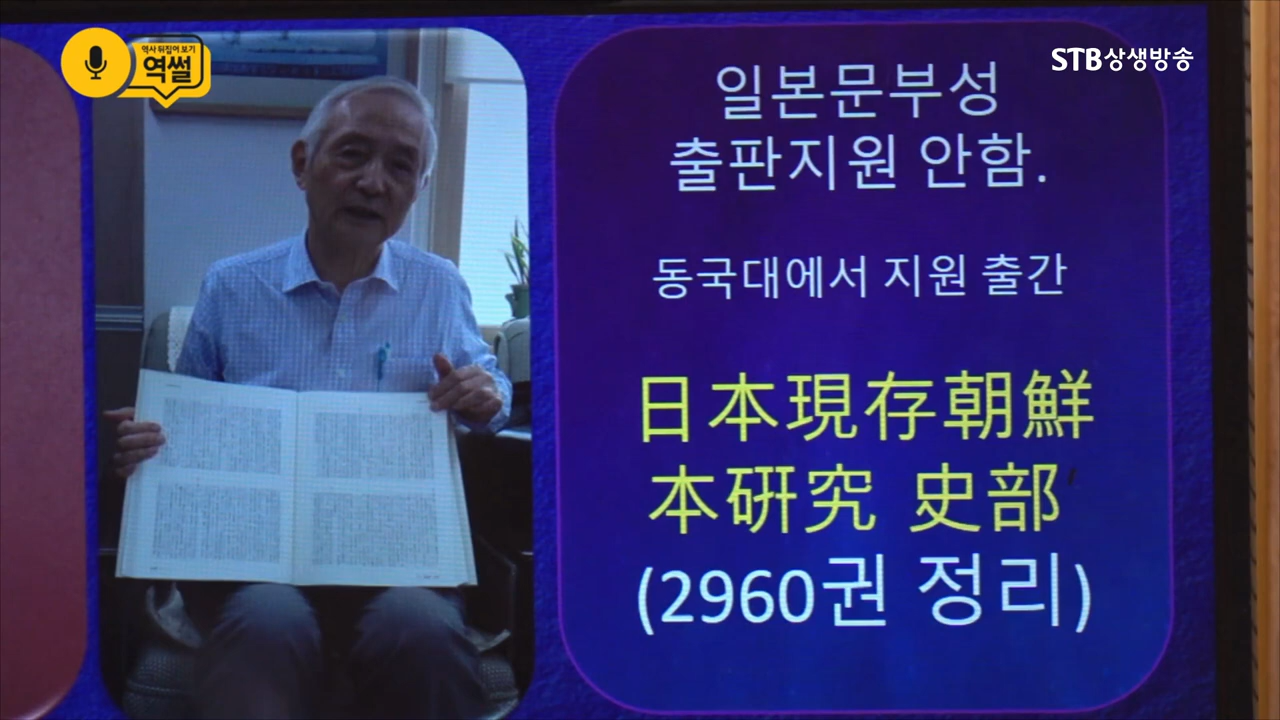 역사 뒤집어 보기
역썰
STB상생방송
일본문부성
출판지원 안함.
동국대에서 지원 출간
日本現存朝鮮
本硏究 史部
(2960권 정리)